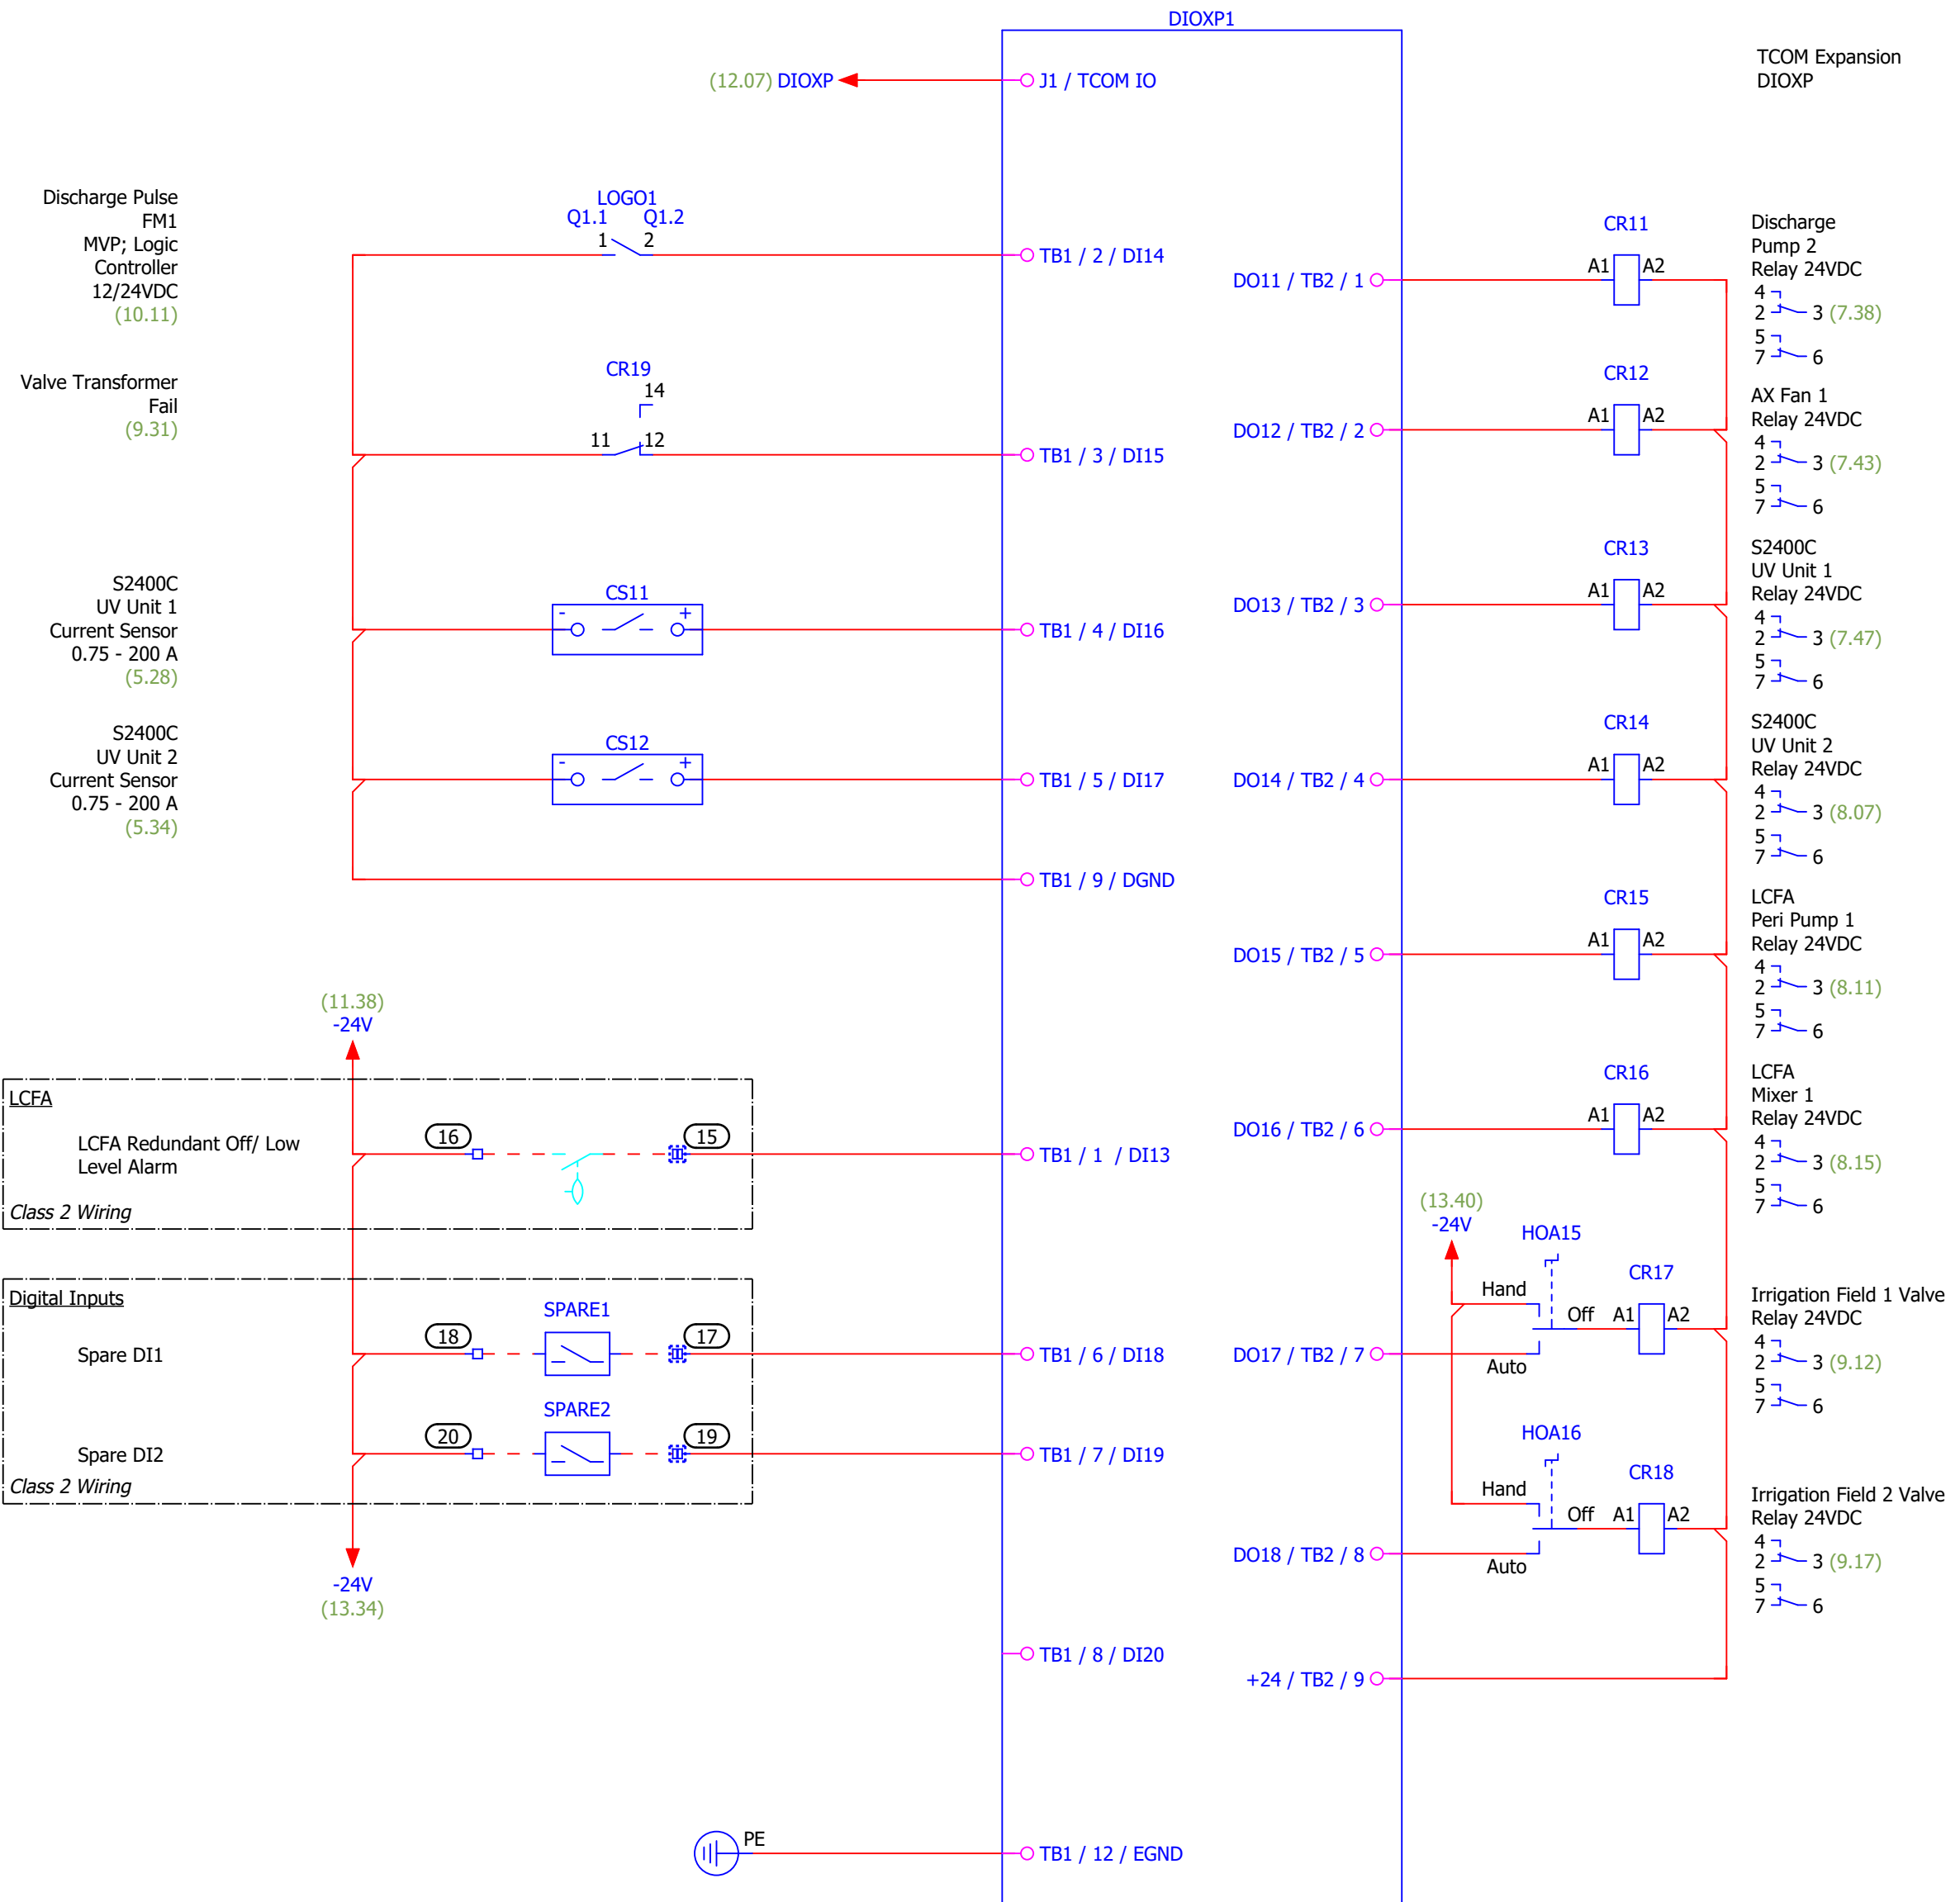 DIOXP1
TCOM Expansion
DIOXP
(12.07) DIOXP
J1 / TCOM IO
Discharge Pulse
FM1
MVP; Logic
Controller
12/24VDC
(10.11)
LOGO1
Q1.1 Q1.2
1 2
TB1 / 2 / DI14
Valve Transformer
Fail
(9.31)
CR19
14
11 12
TB1 / 3 / DI15
S2400C
UV Unit 1
Current Sensor
0.75 - 200 A
(5.28)
CS11
- +
TB1 / 4 / DI16
S2400C
UV Unit 2
Current Sensor
0.75 - 200 A
(5.34)
CS12
- +
TB1 / 5 / DI17
TB1 / 9 / DGND
(11.38)
-24V
LCFA
LCFA Redundant Off/ Low
Level Alarm
Class 2 Wiring
16 15
TB1 / 1 / DI13
Digital Inputs
Spare DI1
18 SPARE1 17
TB1 / 6 / DI18
Spare DI2
20 SPARE2 19
TB1 / 7 / DI19
Class 2 Wiring
-24V
(13.34)
TB1 / 8 / DI20
PE
TB1 / 12 / EGND
DO11 / TB2 / 1
CR11
A1 A2
Discharge
Pump 2
Relay 24VDC
4
2 3 (7.38)
5
7 6
DO12 / TB2 / 2
CR12
A1 A2
AX Fan 1
Relay 24VDC
4
2 3 (7.43)
5
7 6
DO13 / TB2 / 3
CR13
A1 A2
S2400C
UV Unit 1
Relay 24VDC
4
2 3 (7.47)
5
7 6
DO14 / TB2 / 4
CR14
A1 A2
S2400C
UV Unit 2
Relay 24VDC
4
2 3 (8.07)
5
7 6
DO15 / TB2 / 5
CR15
A1 A2
LCFA
Peri Pump 1
Relay 24VDC
4
2 3 (8.11)
5
7 6
DO16 / TB2 / 6
CR16
A1 A2
LCFA
Mixer 1
Relay 24VDC
4
2 3 (8.15)
5
7 6
(13.40)
-24V
HOA15
Hand
Off
Auto
CR17
A1 A2
DO17 / TB2 / 7
Irrigation Field 1 Valve
Relay 24VDC
4
2 3 (9.12)
5
7 6
HOA16
Hand
Off
Auto
CR18
A1 A2
DO18 / TB2 / 8
Irrigation Field 2 Valve
Relay 24VDC
4
2 3 (9.17)
5
7 6
+24 / TB2 / 9